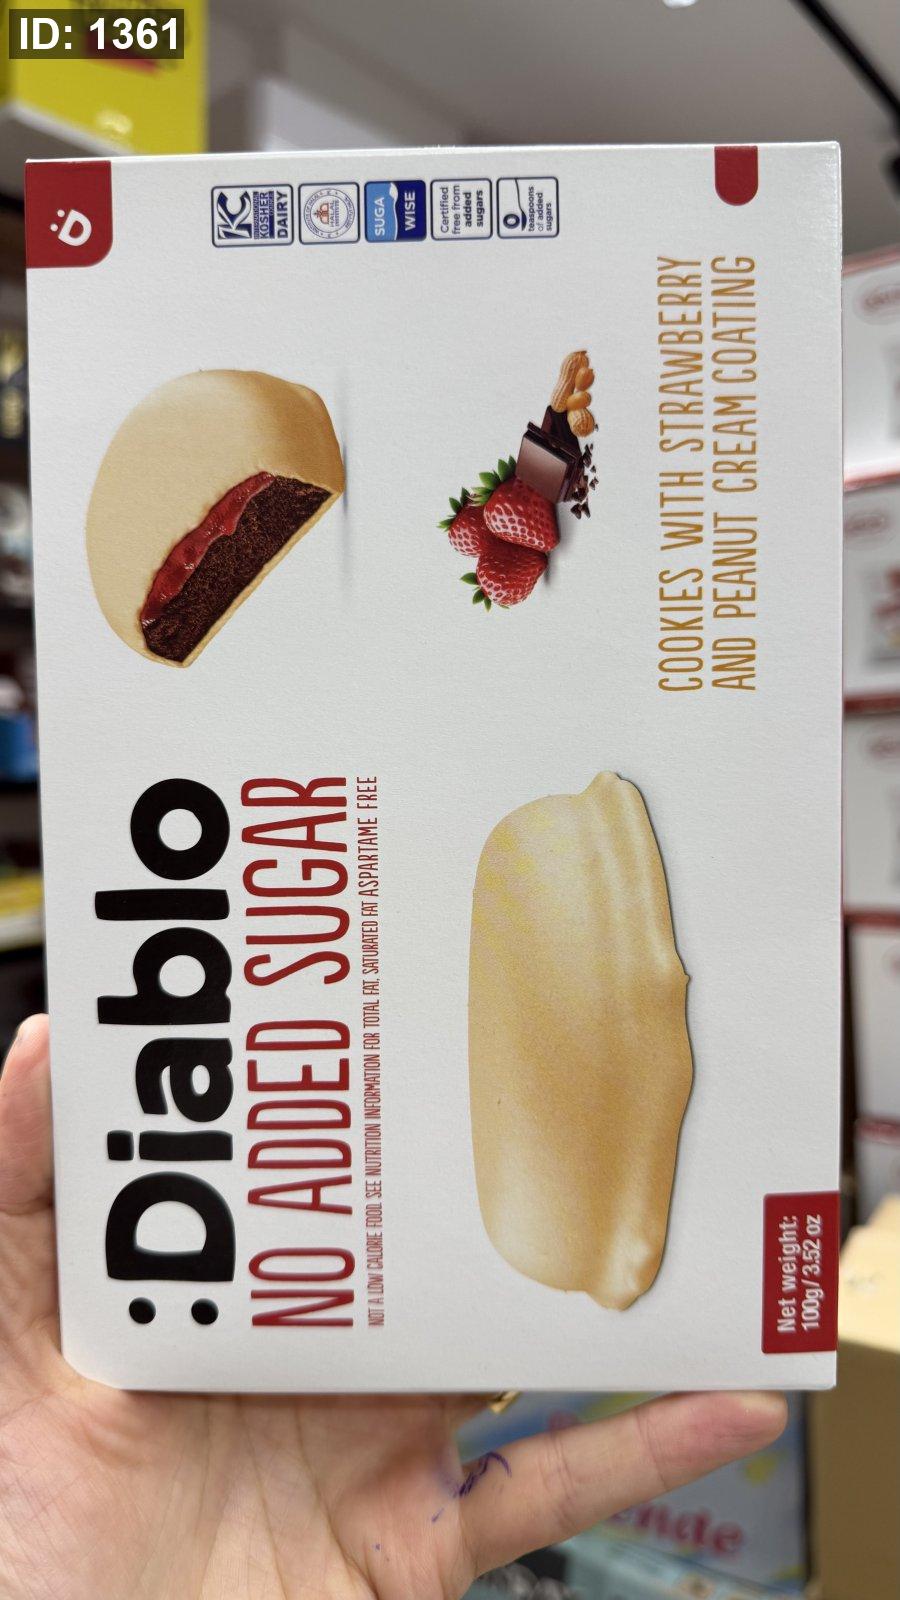 ID: 1361
:Diablo
NO ADDED SUGAR
NOT A LOW CALORIE FOOD. SEE NUTRITION INFORMATION FOR TOTAL FAT, SATURATED FAT ASPARTAME FREE
KC
KOSHER
DAIRY
HALAL
SUGA
WISE
Certified
free from
added
sugars
0
teaspoons
of added
sugars
COOKIES WITH STRAWBERRY
AND PEANUT CREAM COATING
Net weight:
100g/ 3.52 oz